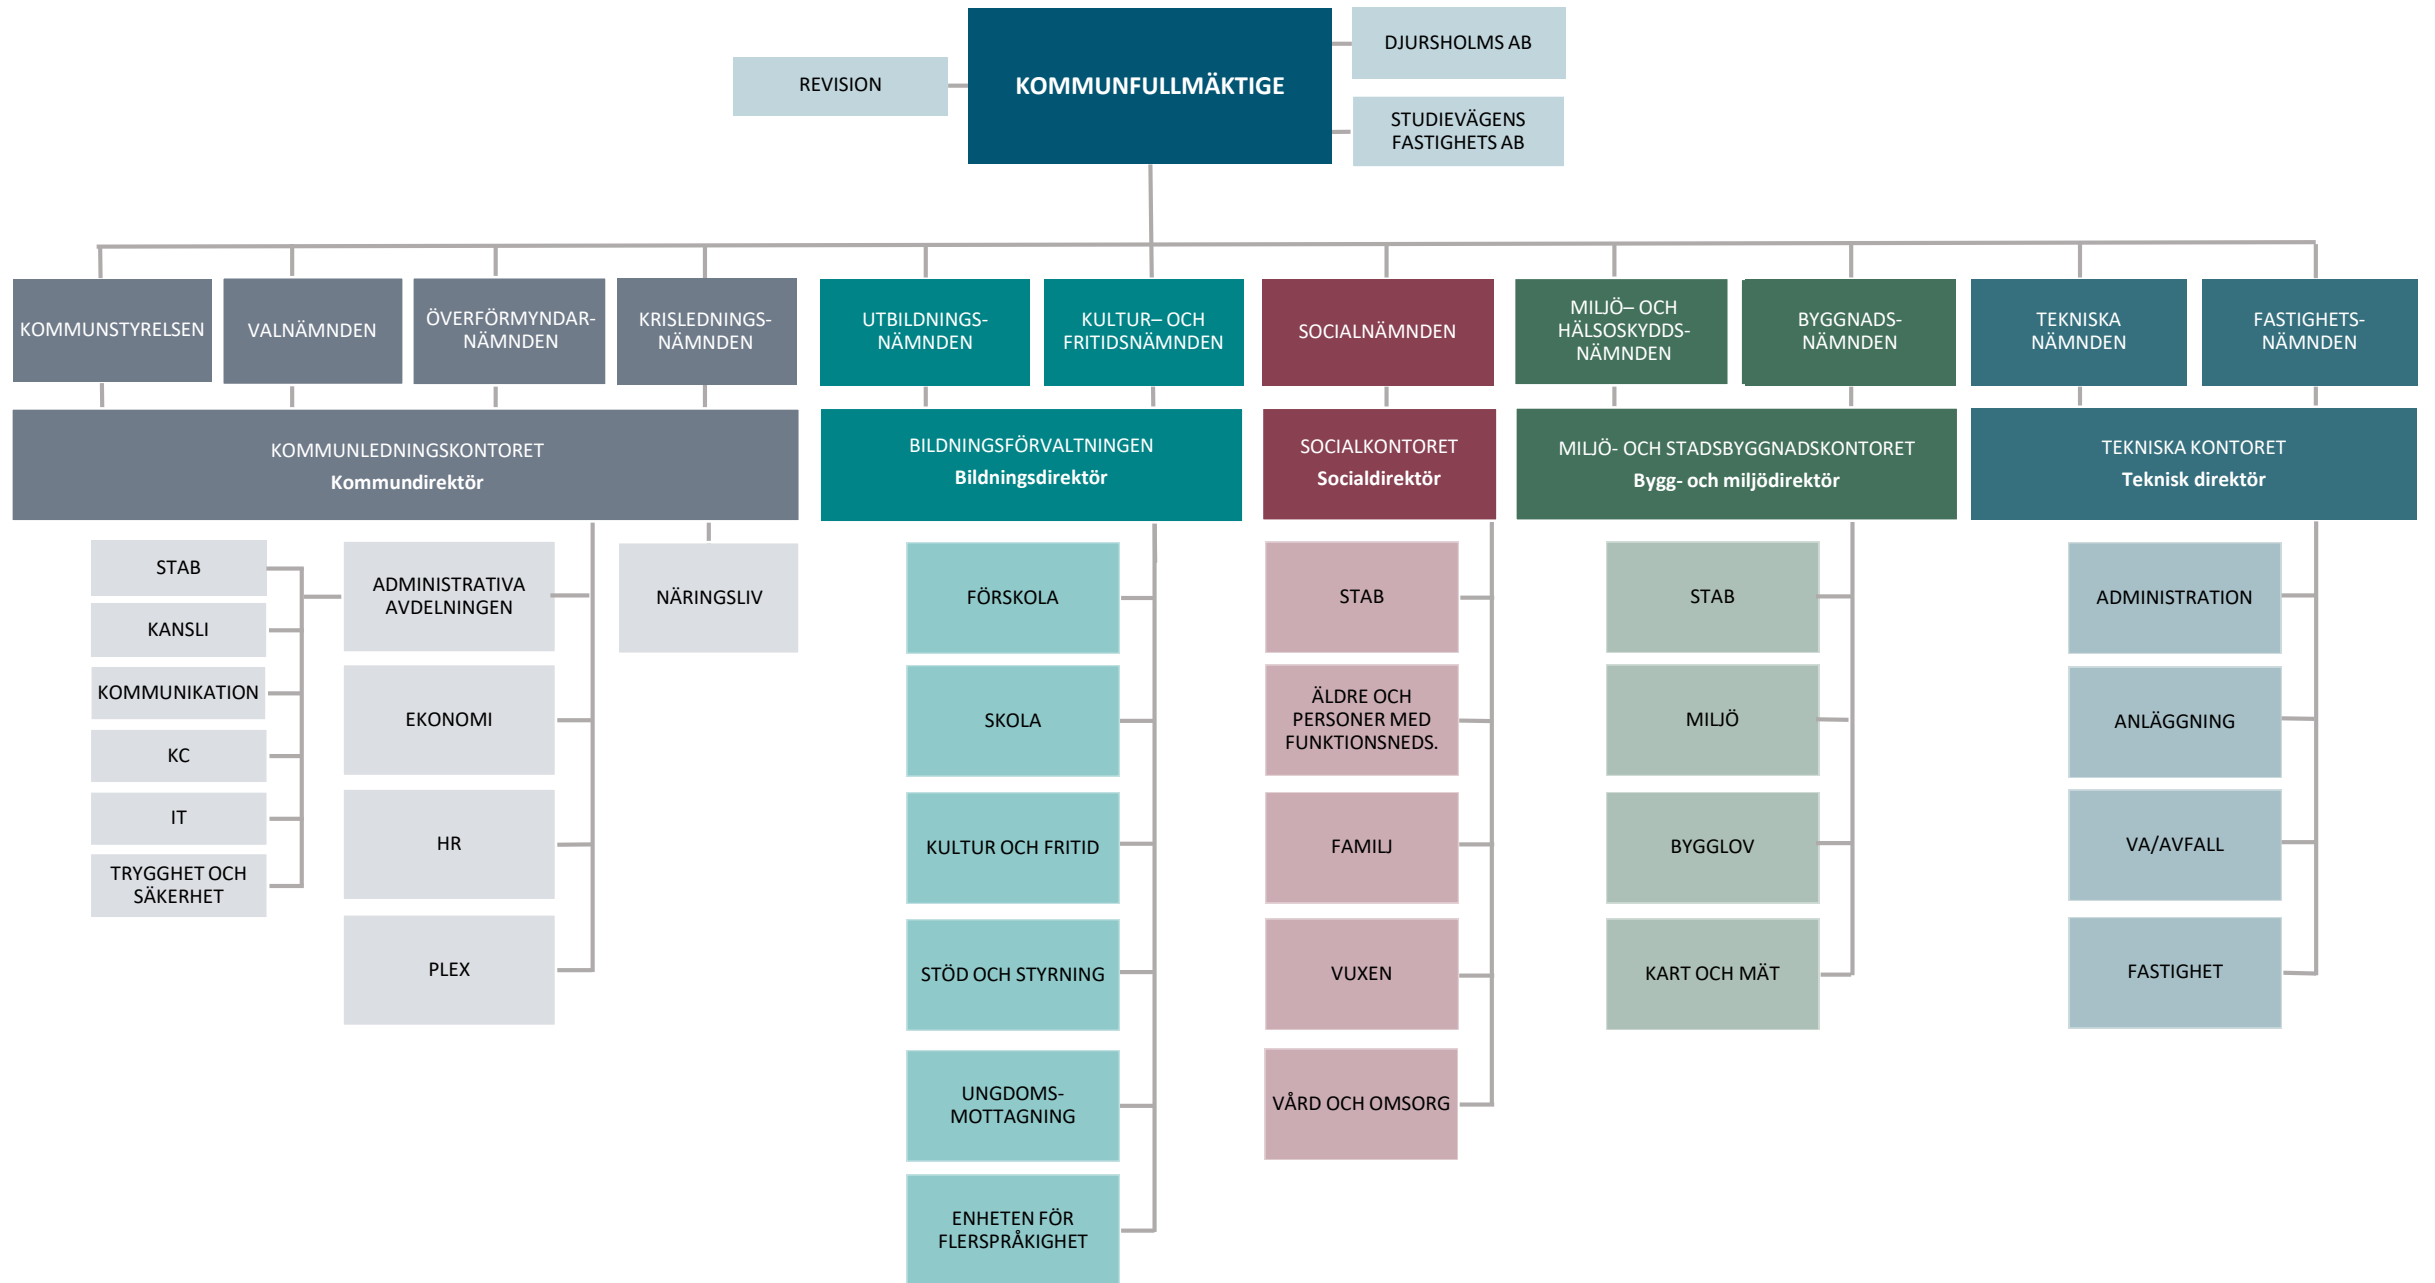 DJURSHOLMS AB
REVISION
KOMMUNFULLMÄKTIGE
STUDIEVÄGENS
FASTIGHETS AB
KOMMUNSTYRELSEN
VALNÄMNDEN
ÖVERFÖRMYNDAR-
NÄMNDEN
KRISLEDNINGS-
NÄMNDEN
UTBILDNINGS-
NÄMNDEN
KULTUR– OCH
FRITIDSNÄMNDEN
SOCIALNÄMNDEN
MILJÖ– OCH
HÄLSOSKYDDS-
NÄMNDEN
BYGGNADS-
NÄMNDEN
TEKNISKA
NÄMNDEN
FASTIGHETS-
NÄMNDEN
KOMMUNLEDNINGSKONTORET
Kommundirektör
BILDNINGSFÖRVALTNINGEN
Bildningsdirektör
SOCIALKONTORET
Socialdirektör
MILJÖ- OCH STADSBYGGNADSKONTORET
Bygg- och miljödirektör
TEKNISKA KONTORET
Teknisk direktör
STAB
KANSLI
KOMMUNIKATION
KC
IT
TRYGGHET OCH
SÄKERHET
ADMINISTRATIVA
AVDELNINGEN
EKONOMI
HR
PLEX
NÄRINGSLIV
FÖRSKOLA
SKOLA
KULTUR OCH FRITID
STÖD OCH STYRNING
UNGDOMS-
MOTTAGNING
ENHETEN FÖR
FLERSPRÅKIGHET
STAB
ÄLDRE OCH
PERSONER MED
FUNKTIONSNEDS.
FAMILJ
VUXEN
VÅRD OCH OMSORG
STAB
MILJÖ
BYGGLOV
KART OCH MÄT
ADMINISTRATION
ANLÄGGNING
VA/AVFALL
FASTIGHET